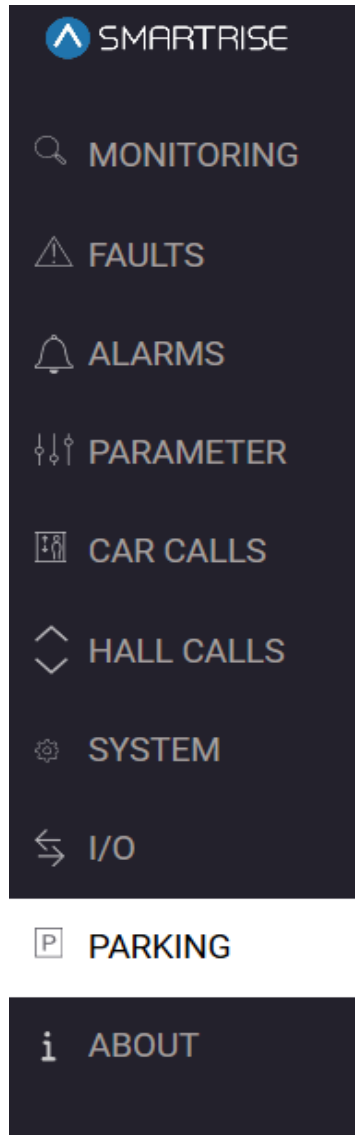 SMARTRISE
MONITORING
FAULTS
ALARMS
PARAMETER
CAR CALLS
HALL CALLS
SYSTEM
I/O
P PARKING
i ABOUT